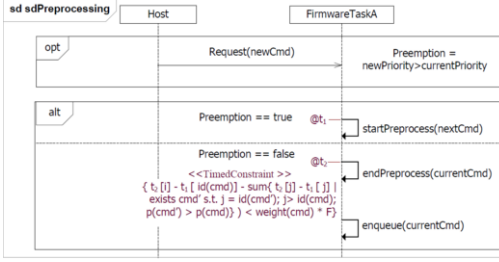 sd sdPreprocessing
Host
FirmwareTaskA
opt
Request(newCmd)
Preemption =
newPriority>currentPriority
alt
Preemption == true
@t₁
startPreprocess(nextCmd)
Preemption == false
@t₂
endPreprocess(currentCmd)
<<TimedConstraint >>
{ t₂ [i] - t₁ [ id(cmd)] - sum{ t₂ [j] - t₁ [ j] |
exists cmd' s.t. j = id(cmd'); j> id(cmd);
p(cmd') > p(cmd)} ) < weight(cmd) * F}
enqueue(currentCmd)